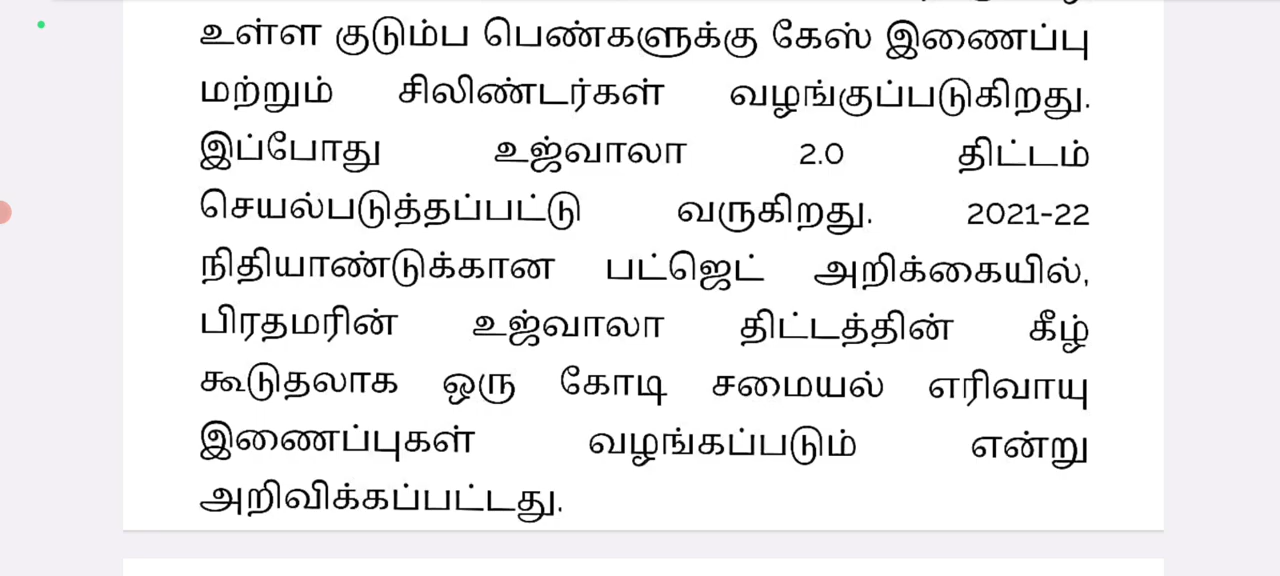 உள்ள குடும்ப பெண்களுக்கு கேஸ் இணைப்பு
மற்றும் சிலிண்டர்கள் வழங்குப்படுகிறது.
இப்போது உஜ்வாலா 2.0 திட்டம்
செயல்படுத்தப்பட்டு வருகிறது. 2021-22
நிதியாண்டுக்கான பட்ஜெட் அறிக்கையில்,
பிரதமரின் உஜ்வாலா திட்டத்தின் கீழ்
கூடுதலாக ஒரு கோடி சமையல் எரிவாயு
இணைப்புகள் வழங்கப்படும் என்று
அறிவிக்கப்பட்டது.